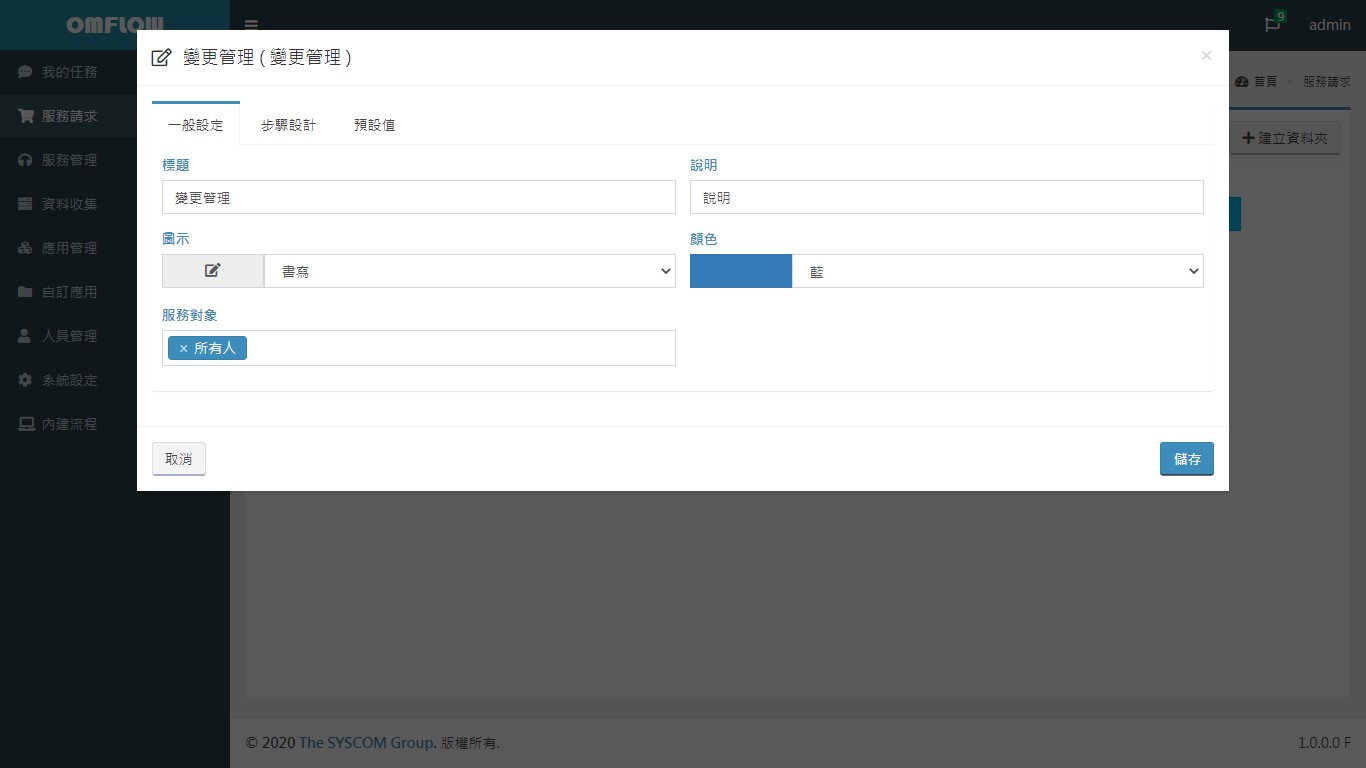 OMFLOW
9
admin
變更管理 ( 變更管理 )
×
我的任務
服務請求
服務管理
資料收集
應用管理
自訂應用
人員管理
系統設定
內建流程
首頁 > 服務請求
建立資料夾
一般設定 步驟設計 預設值
標題 說明
變更管理 說明
圖示 顏色
書寫 藍
服務對象
× 所有人
取消 儲存
© 2020 The SYSCOM Group. 版權所有. 1.0.0.0 F